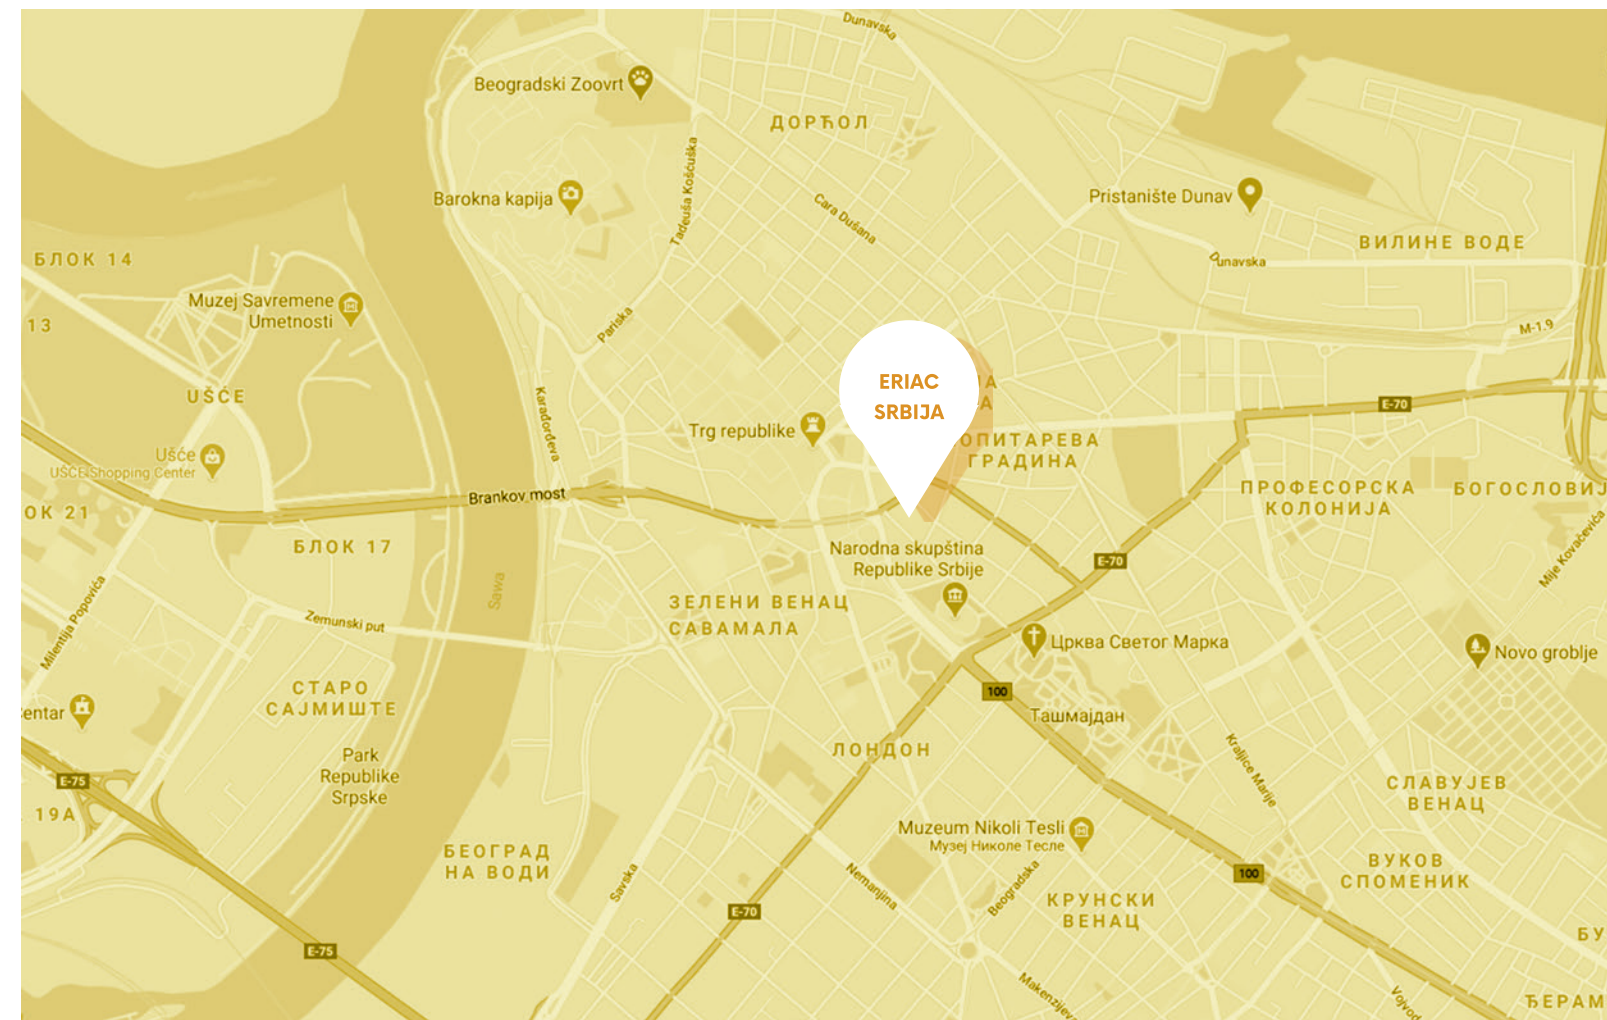 Dunavska
Beogradski Zoovrt
ДОРЋОЛ
Tadeuša Košćuška
Barokna kapija
Cara Dušana
Pristanište Dunav
Dunavska
ВИЛИНЕ ВОДЕ
БЛОК 14
Muzej Savremene
Umetnosti
13
Pariska
M-1.9
UŠĆE
Karađorđeva
ERIAC
SRBIJA
E-70
Trg republike
ОПИТАРЕВА
ГРАДИНА
Ušće
UŠĆE Shopping Center
Brankov most
ПРОФЕСОРСКА
КОЛОНИЈА
БОГОСЛОВИЈ
ОК 21
БЛОК 17
Mije Kovačevića
Narodna skupština
Republike Srbije
E-70
Sawa
ЗЕЛЕНИ ВЕНАЦ
САВАМАЛА
Milentija Popovića
Zemunski put
Црква Светог Марка
Novo groblje
СТАРО
САЈМИШТЕ
100
entar
Ташмајдан
Park
Republike
Srpske
ЛОНДОН
Kraljice Marije
E-75
СЛАВУЈЕВ
ВЕНАЦ
19А
Muzeum Nikoli Tesli
Музеј Николе Тесле
БЕОГРАД
НА ВОДИ
ВУКОВ
СПОМЕНИК
100
Savska
Nemanjina
Beogradska
КРУНСКИ
ВЕНАЦ
E-70
БУ
E-75
Makenzijeva
Vojvod
ЂЕРАМ